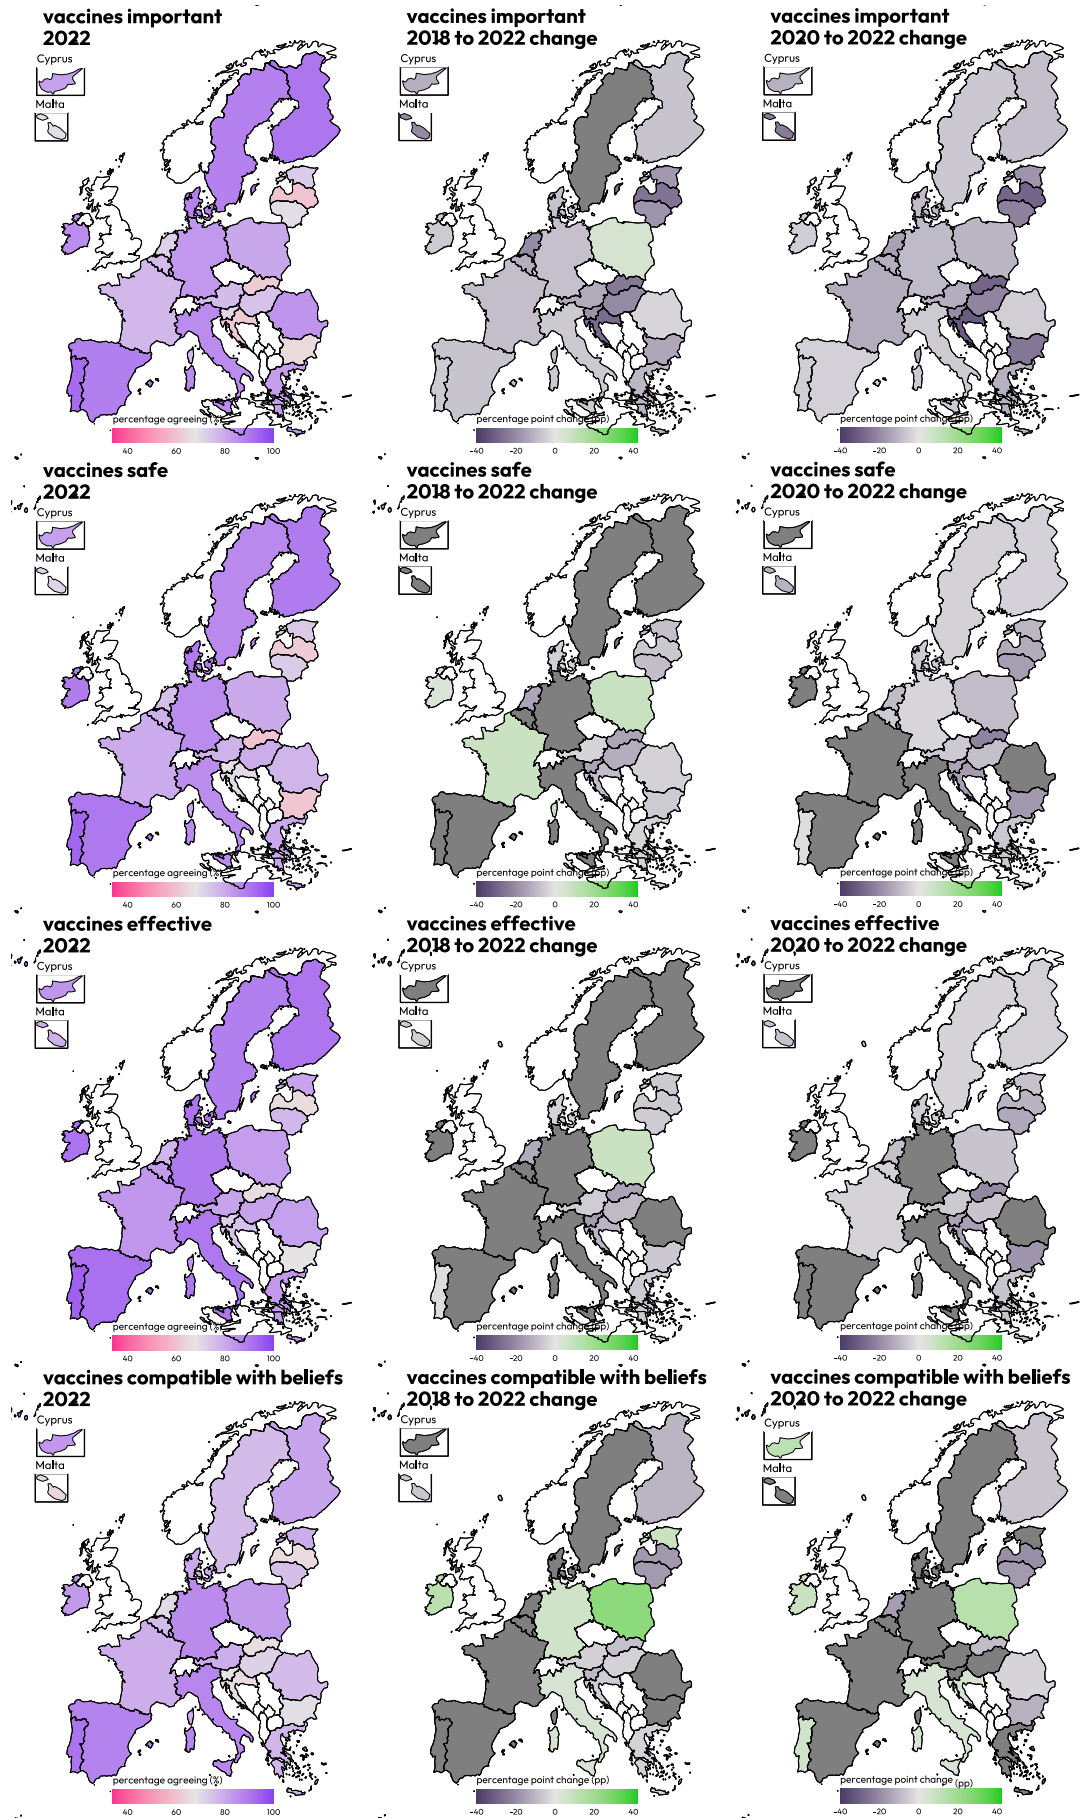 vaccines important
2022
Cyprus
Malta
percentage agreeing (%)
40 60 80 100
vaccines important
2018 to 2022 change
Cyprus
Malta
percentage point change (pp)
-40 -20 0 20 40
vaccines important
2020 to 2022 change
Cyprus
Malta
percentage point change (pp)
-40 -20 0 20 40
vaccines safe
2022
Cyprus
Malta
percentage agreeing (%)
40 60 80 100
vaccines safe
2018 to 2022 change
Cyprus
Malta
percentage point change (pp)
-40 -20 0 20 40
vaccines safe
2020 to 2022 change
Cyprus
Malta
percentage point change (pp)
-40 -20 0 20 40
vaccines effective
2022
Cyprus
Malta
percentage agreeing (%)
40 60 80 100
vaccines effective
2018 to 2022 change
Cyprus
Malta
percentage point change (pp)
-40 -20 0 20 40
vaccines effective
2020 to 2022 change
Cyprus
Malta
percentage point change (pp)
-40 -20 0 20 40
vaccines compatible with beliefs
2022
Cyprus
Malta
percentage agreeing (%)
40 60 80 100
vaccines compatible with beliefs
2018 to 2022 change
Cyprus
Malta
percentage point change (pp)
-40 -20 0 20 40
vaccines compatible with beliefs
2020 to 2022 change
Cyprus
Malta
percentage point change (pp)
-40 -20 0 20 40